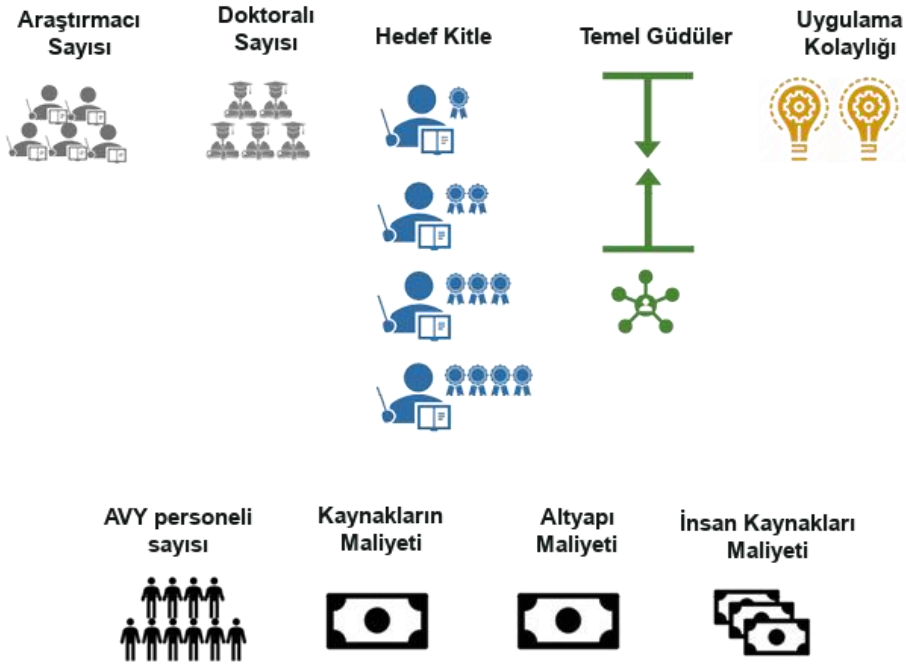 Araştırmacı
Sayısı
Doktoralı
Sayısı
Hedef Kitle
Temel Güdüler
Uygulama
Kolaylığı
AVY personeli
sayısı
Kaynakların
Maliyeti
Altyapı
Maliyeti
İnsan Kaynakları
Maliyeti